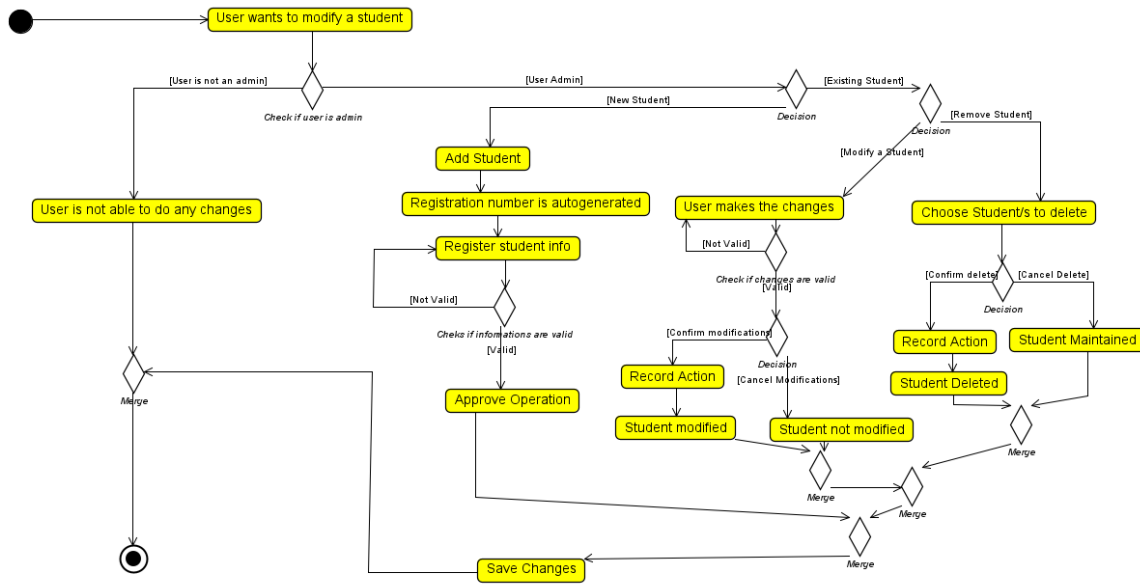 User wants to modify a student
[User is not an admin]
[User Admin]
[Existing Student]
Check if user is admin
[New Student]
Decision
[Remove Student]
Decision
Add Student
[Modify a Student]
Registration number is autogenerated
User is not able to do any changes
User makes the changes
Choose Student/s to delete
Register student info
[Not Valid]
Check if changes are valid
[Valid]
[Confirm delete]
[Cancel Delete]
Decision
[Not Valid]
Cheks if infomations are valid
[Valid]
[Confirm modifications]
Decision
Record Action
Student Maintained
Record Action
[Cancel Modifications]
Student Deleted
Merge
Approve Operation
Student modified
Student not modified
Merge
Merge
Merge
Merge
Save Changes